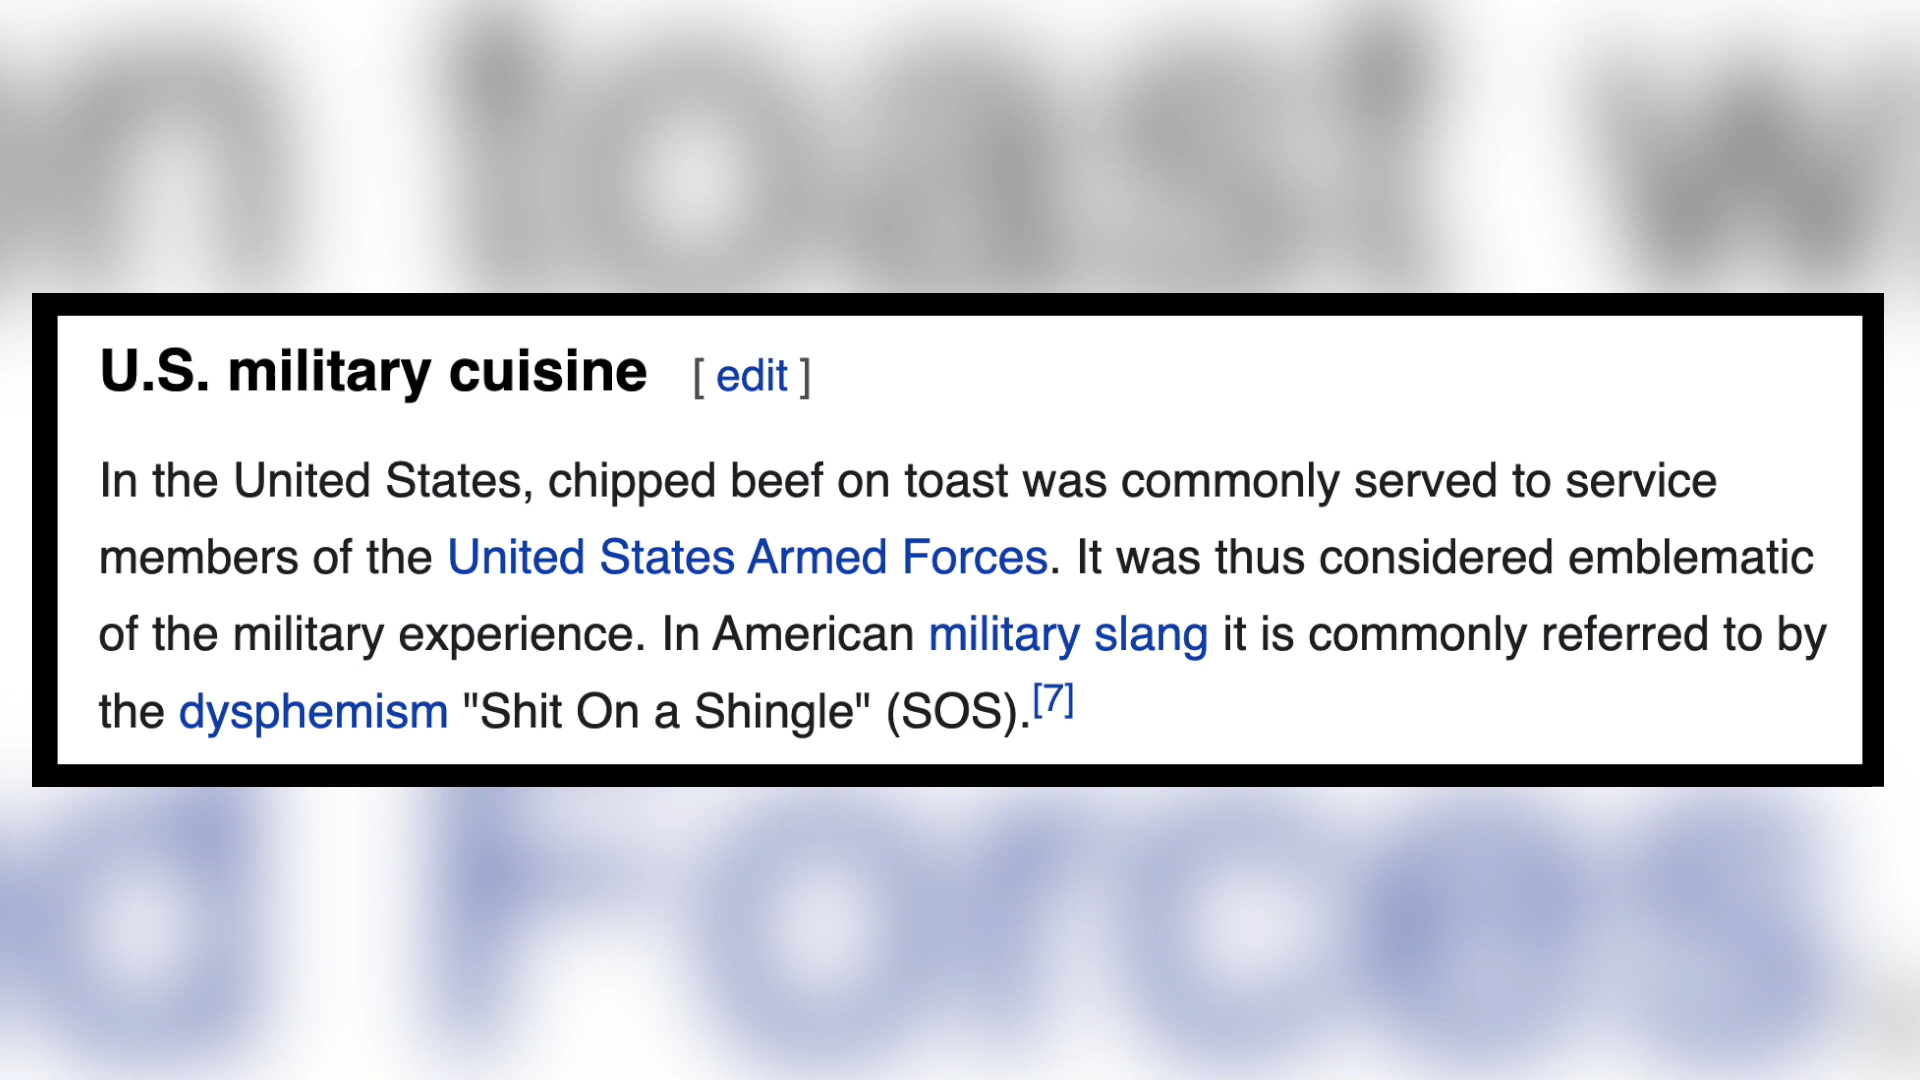 U.S. military cuisine [ edit ]
In the United States, chipped beef on toast was commonly served to service
members of the United States Armed Forces. It was thus considered emblematic
of the military experience. In American military slang it is commonly referred to by
the dysphemism "Shit On a Shingle" (SOS).[7]